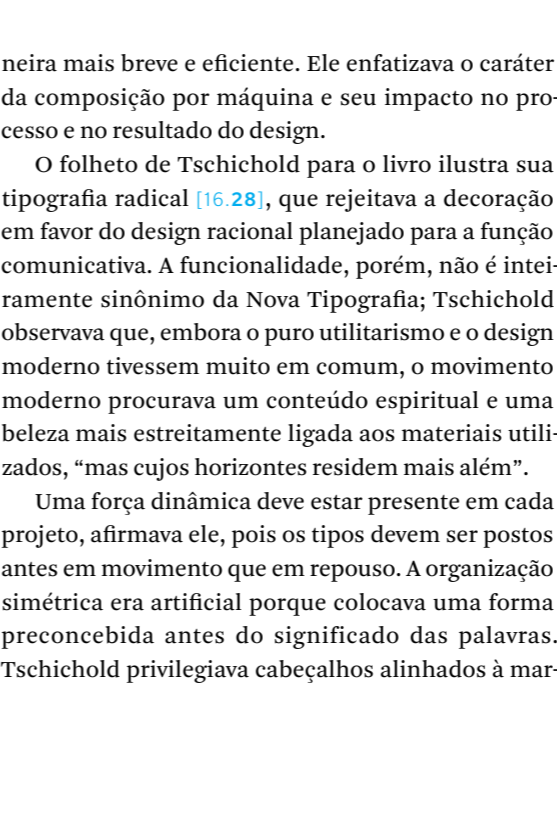 neira mais breve e eficiente. Ele enfatizava o caráter
da composição por máquina e seu impacto no pro-
cesso e no resultado do design.
O folheto de Tschichold para o livro ilustra sua
tipografia radical [16.28], que rejeitava a decoração
em favor do design racional planejado para a função
comunicativa. A funcionalidade, porém, não é intei-
ramente sinônimo da Nova Tipografia; Tschichold
observava que, embora o puro utilitarismo e o design
moderno tivessem muito em comum, o movimento
moderno procurava um conteúdo espiritual e uma
beleza mais estreitamente ligada aos materiais utili-
zados, “mas cujos horizontes residem mais além”.
Uma força dinâmica deve estar presente em cada
projeto, afirmava ele, pois os tipos devem ser postos
antes em movimento que em repouso. A organização
simétrica era artificial porque colocava uma forma
preconcebida antes do significado das palavras.
Tschichold privilegiava cabeçalhos alinhados à mar-